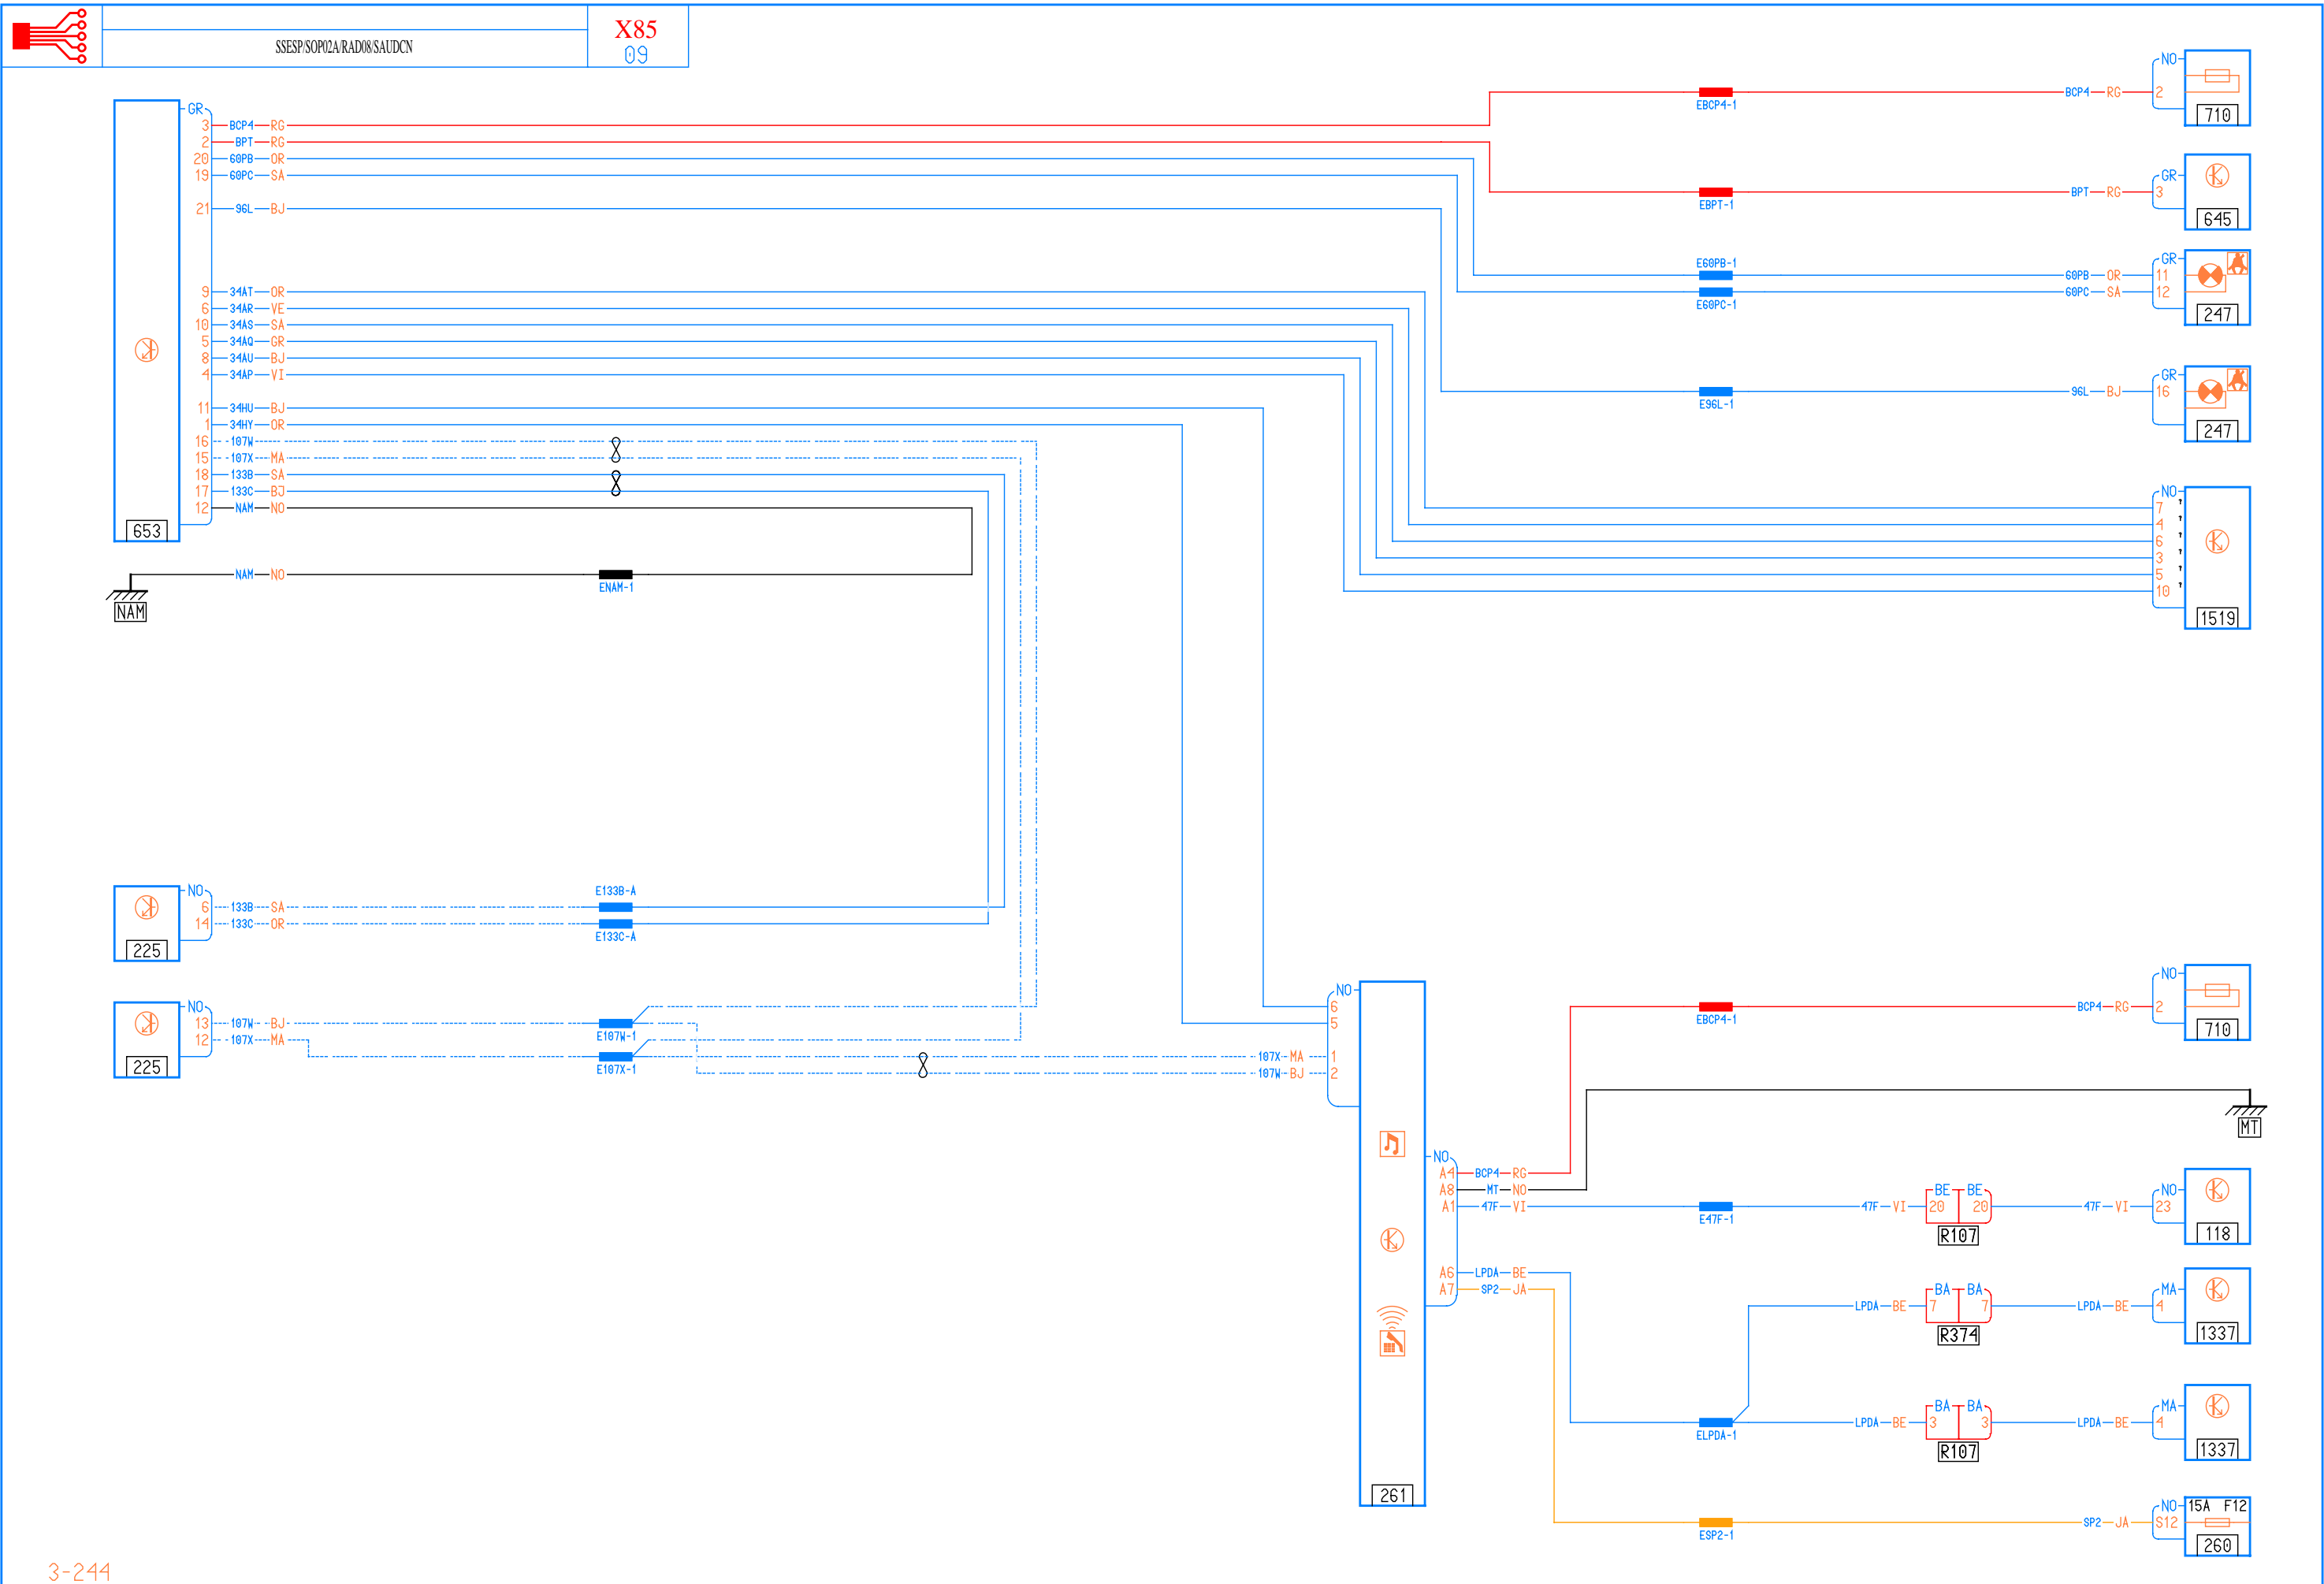 SSESP/SOP02A/RAD08/SAUDCN
X85
09
GR
3 BCP4 RG
2 BPT RG
20 60PB OR
19 60PC SA
21 96L BJ
9 34AT OR
6 34AR VE
10 34AS SA
5 34AQ GR
8 34AU BJ
4 34AP VI
11 34HU BJ
1 34HY OR
16 107W
15 107X MA
18 133B SA
17 133C BJ
12 NAM NO
653
NAM NO
ENAM-1
NAM
EBCP4-1
BCP4 RG
NO
2
710
EBPT-1
BPT RG
GR
3
645
E60PB-1
E60PC-1
60PB OR
60PC SA
GR
11
12
247
E96L-1
96L BJ
GR
16
247
NO
7
4
6
3
5
10
1519
NO
6 133B SA
14 133C OR
225
E133B-A
E133C-A
NO
13 107W BJ
12 107X MA
225
E107W-1
E107X-1
107X MA
107W BJ
NO
6
5
1
2
261
NO
A4 BCP4 RG
A8 MT NO
A1 47F VI
A6 LPDA BE
A7 SP2 JA
EBCP4-1
BCP4 RG
NO
2
710
MT
E47F-1
47F VI
BE BE
20 20
R107
47F VI
NO
23
118
LPDA BE
BA BA
7 7
R374
LPDA BE
MA
4
1337
ELPDA-1
LPDA BE
BA BA
3 3
R107
LPDA BE
MA
4
1337
ESP2-1
SP2 JA
NO
S12
15A F12
260
3-244